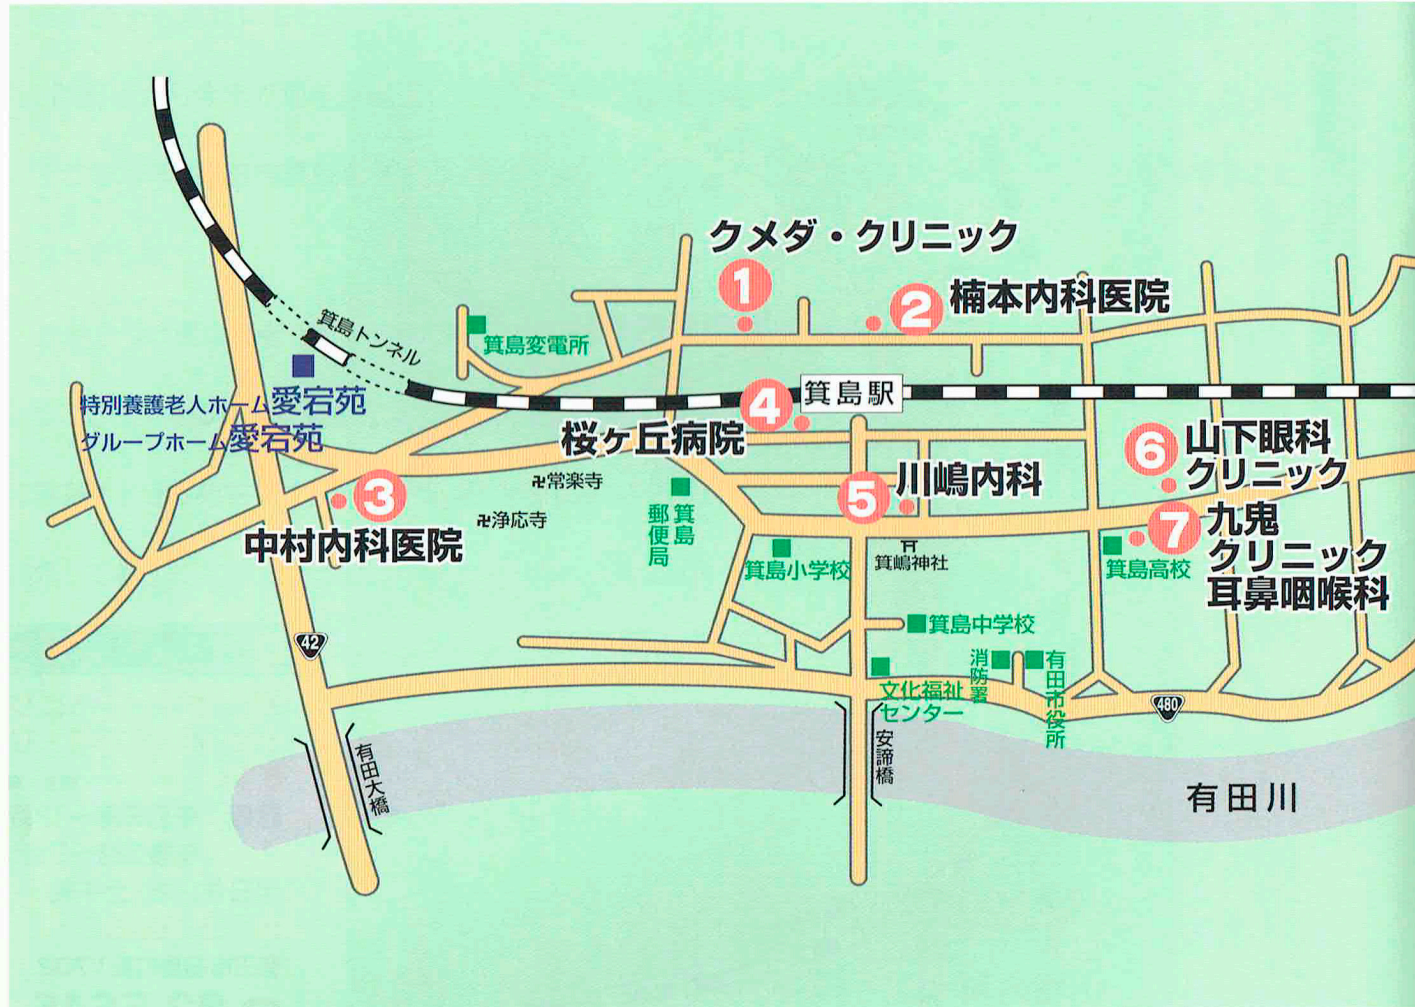 クメダ・クリニック
1
2
楠本内科医院
箕島トンネル
箕島変電所
特別養護老人ホーム愛宕苑
グループホーム愛宕苑
4
箕島駅
桜ヶ丘病院
6
山下眼科
クリニック
卍常楽寺
3
5
川嶋内科
卍浄応寺
箕島
郵便局
7
九鬼
クリニック
耳鼻咽喉科
中村内科医院
箕島小学校
箕嶋神社
箕島高校
42
箕島中学校
消防署
有田市役所
文化福祉
センター
480
有田大橋
安諦橋
有田川